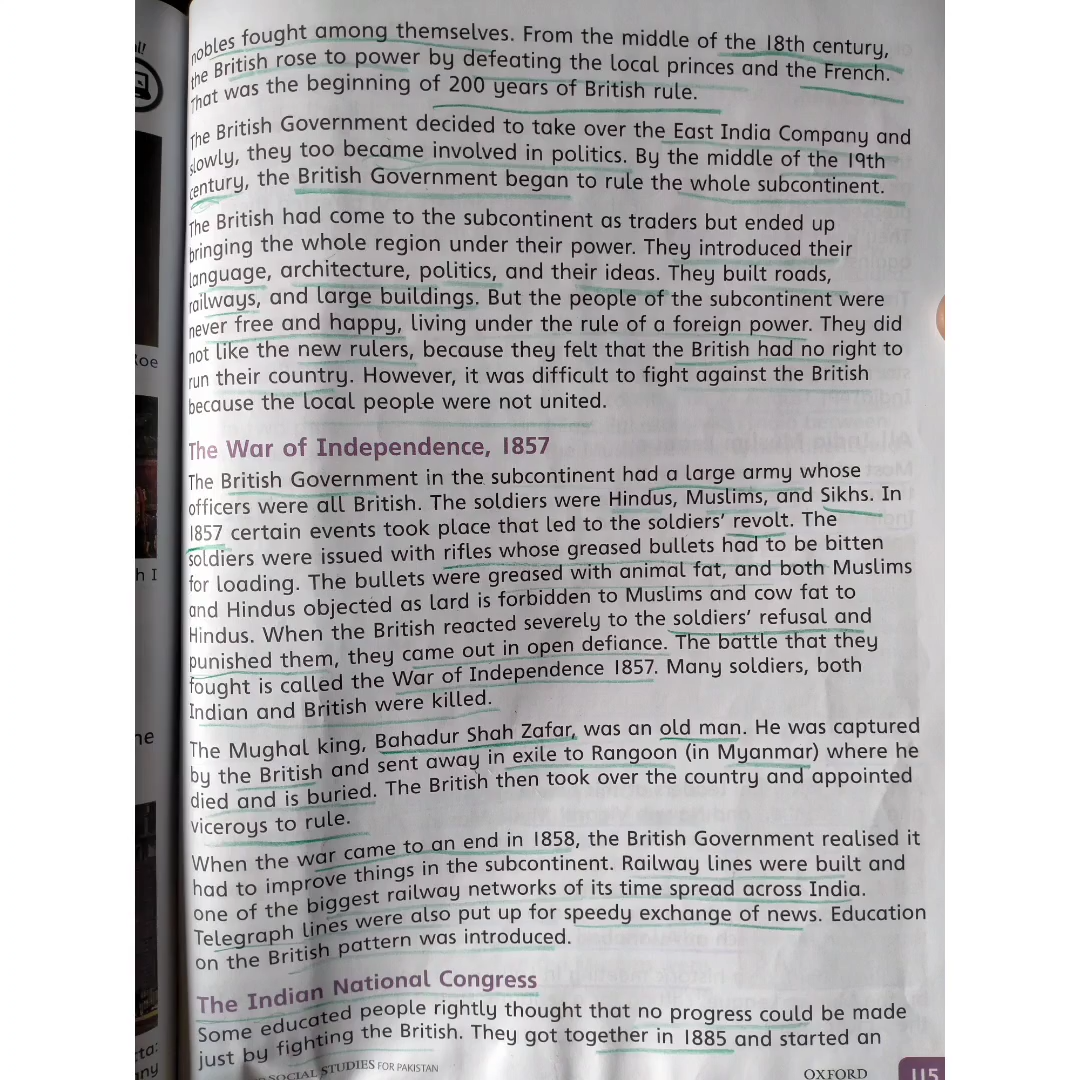 nobles fought among themselves. From the middle of the 18th century,
the British rose to power by defeating the local princes and the French.
That was the beginning of 200 years of British rule.
The British Government decided to take over the East India Company and
slowly, they too became involved in politics. By the middle of the 19th
century, the British Government began to rule the whole subcontinent.
The British had come to the subcontinent as traders but ended up
bringing the whole region under their power. They introduced their
language, architecture, politics, and their ideas. They built roads,
railways, and large buildings. But the people of the subcontinent were
never free and happy, living under the rule of a foreign power. They did
not like the new rulers, because they felt that the British had no right to
run their country. However, it was difficult to fight against the British
because the local people were not united.
The War of Independence, 1857
The British Government in the subcontinent had a large army whose
officers were all British. The soldiers were Hindus, Muslims, and Sikhs. In
1857 certain events took place that led to the soldiers' revolt. The
soldiers were issued with rifles whose greased bullets had to be bitten
for loading. The bullets were greased with animal fat, and both Muslims
and Hindus objected as lard is forbidden to Muslims and cow fat to
Hindus. When the British reacted severely to the soldiers' refusal and
punished them, they came out in open defiance. The battle that they
fought is called the War of Independence 1857. Many soldiers, both
Indian and British were killed.
The Mughal king, Bahadur Shah Zafar, was an old man. He was captured
by the British and sent away in exile to Rangoon (in Myanmar) where he
died and is buried. The British then took over the country and appointed
viceroys to rule.
When the war came to an end in 1858, the British Government realised it
had to improve things in the subcontinent. Railway lines were built and
one of the biggest railway networks of its time spread across India.
Telegraph lines were also put up for speedy exchange of news. Education
on the British pattern was introduced.
The Indian National Congress
Some educated people rightly thought that no progress could be made
just by fighting the British. They got together in 1885 and started an
SOCIAL STUDIES FOR PAKISTAN
OXFORD
115